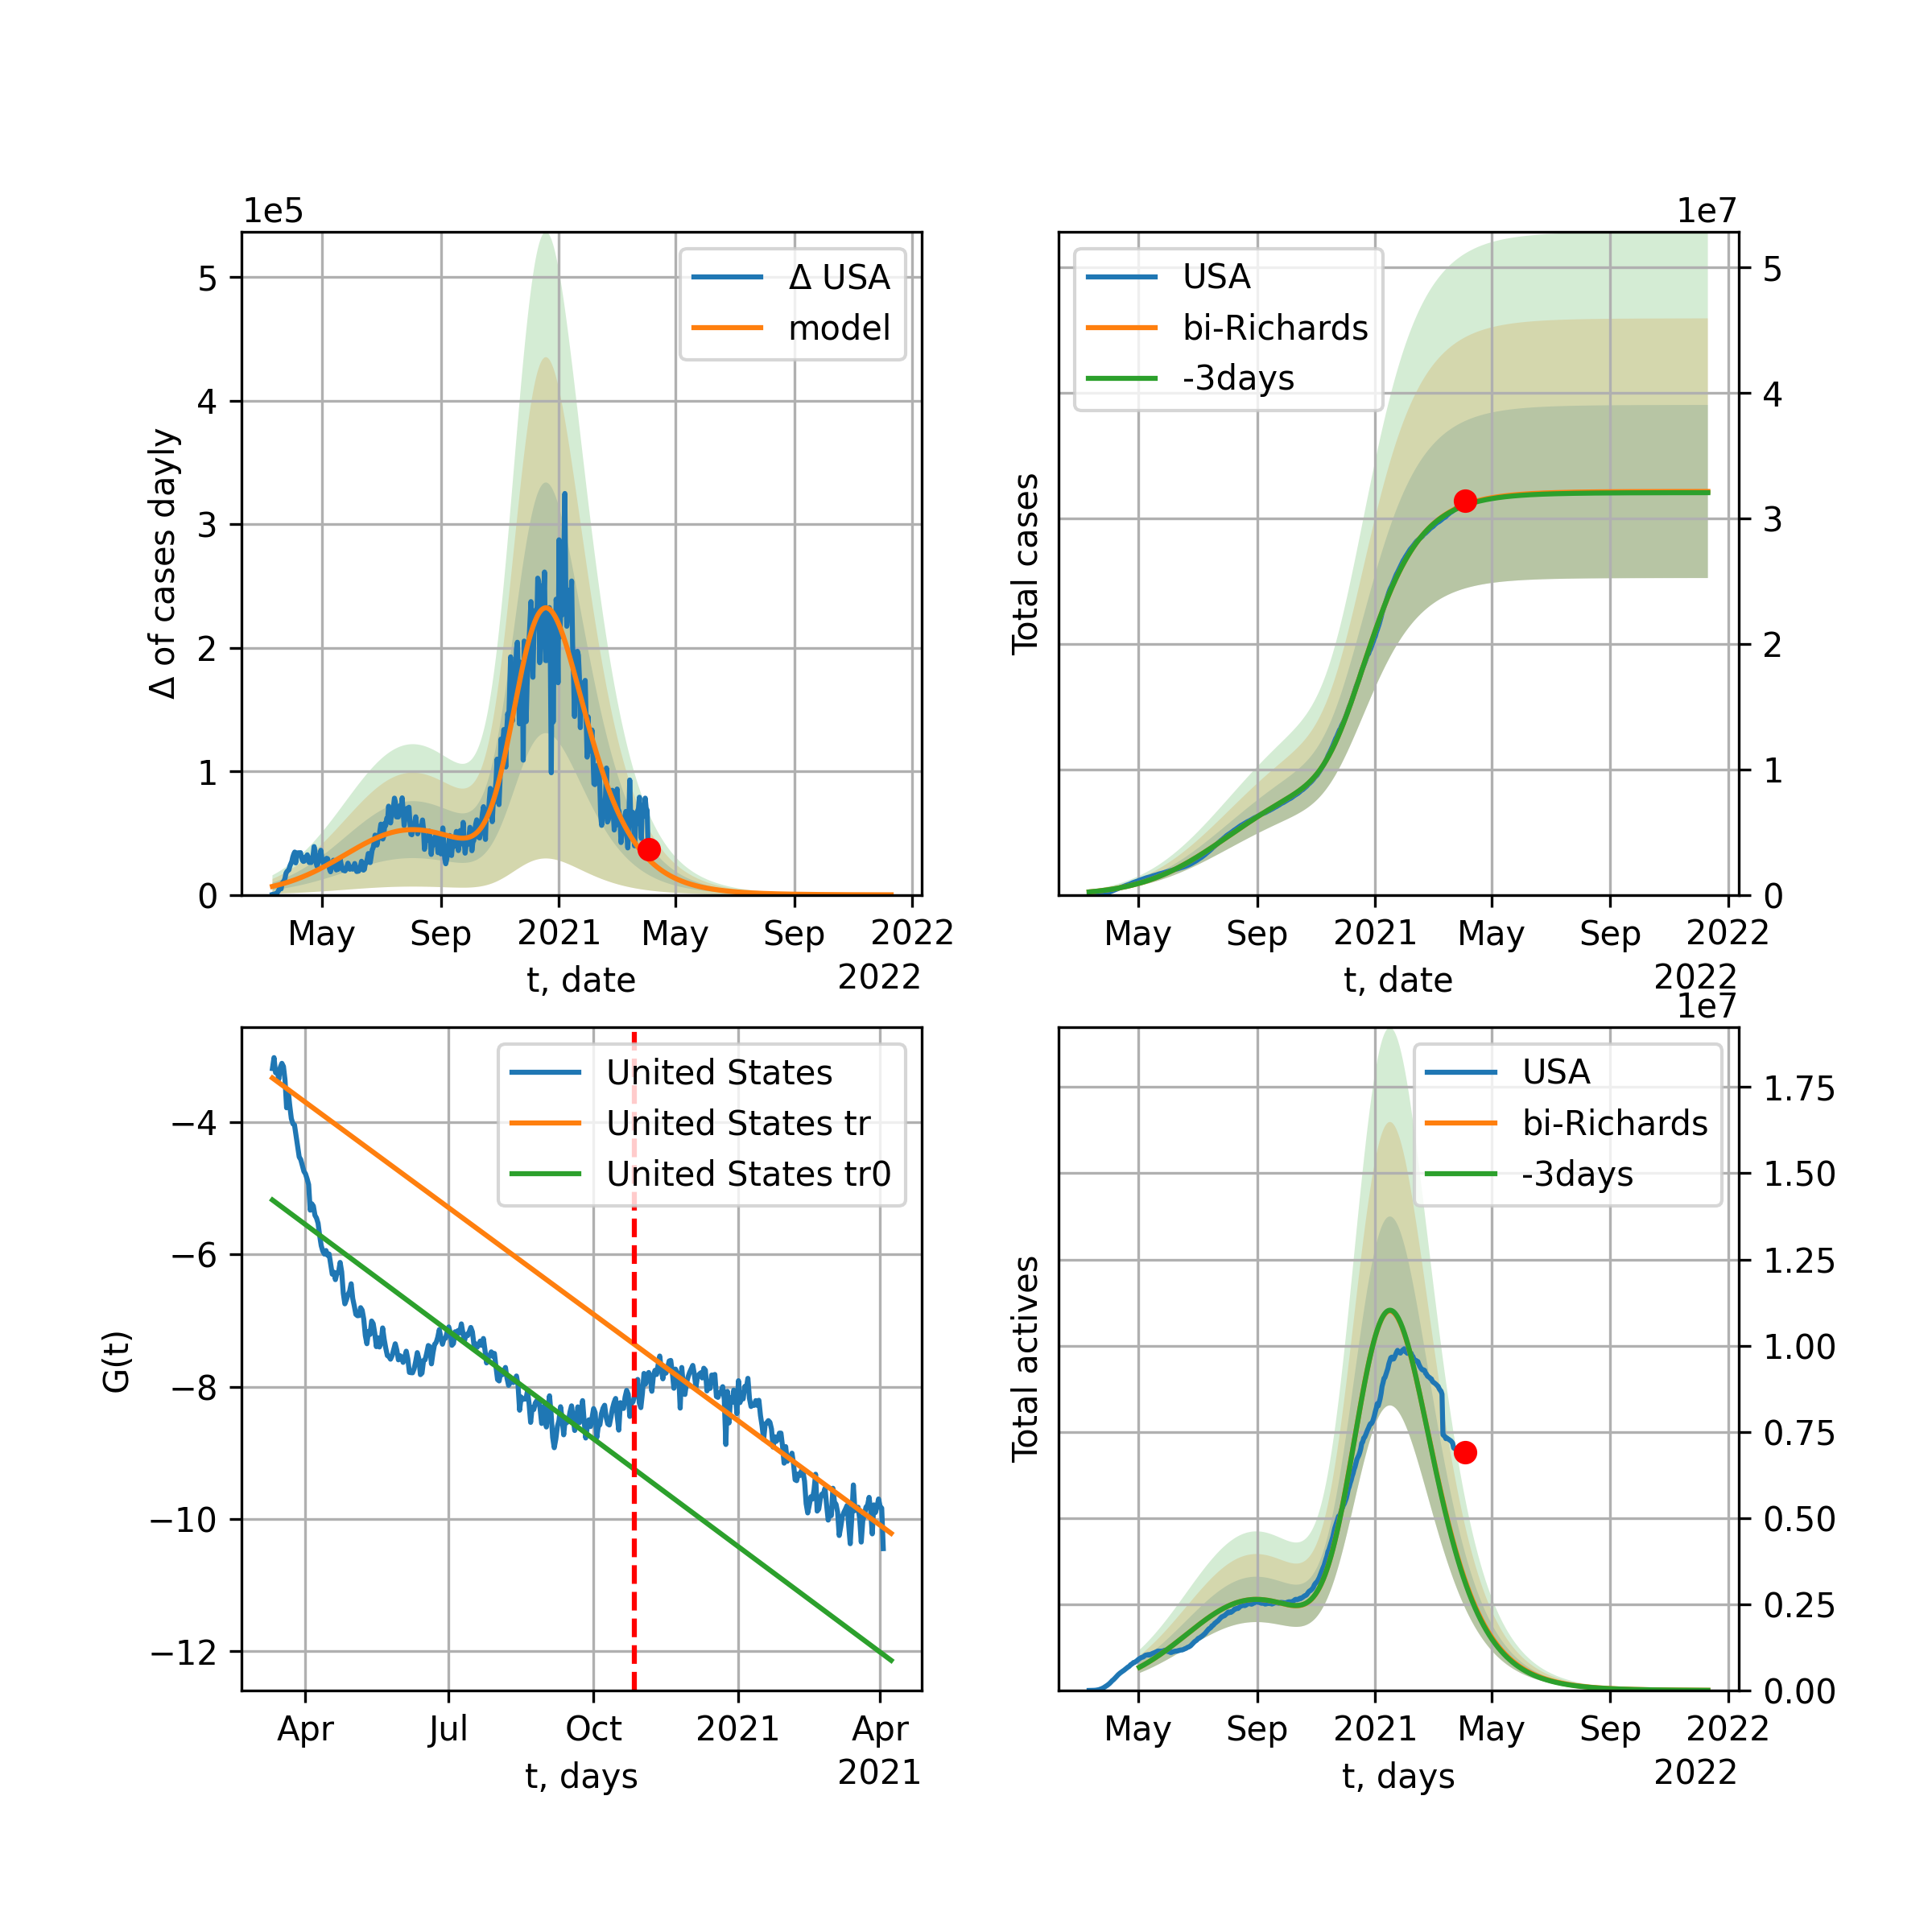 1e5
Δ USA
model
5
4
3
2
1
0
Δ of cases dayly
May Sep 2021 May Sep 2022
t, date
2022
1e7
USA
bi-Richards
-3days
5
4
3
2
1
0
Total cases
May Sep 2021 May Sep 2022
t, date
2022
United States
United States tr
United States tr0
−4
−6
−8
−10
−12
G(t)
Apr Jul Oct 2021 Apr
t, days
2021
1e7
USA
bi-Richards
-3days
1.75
1.50
1.25
1.00
0.75
0.50
0.25
0.00
Total actives
May Sep 2021 May Sep 2022
t, days
2022